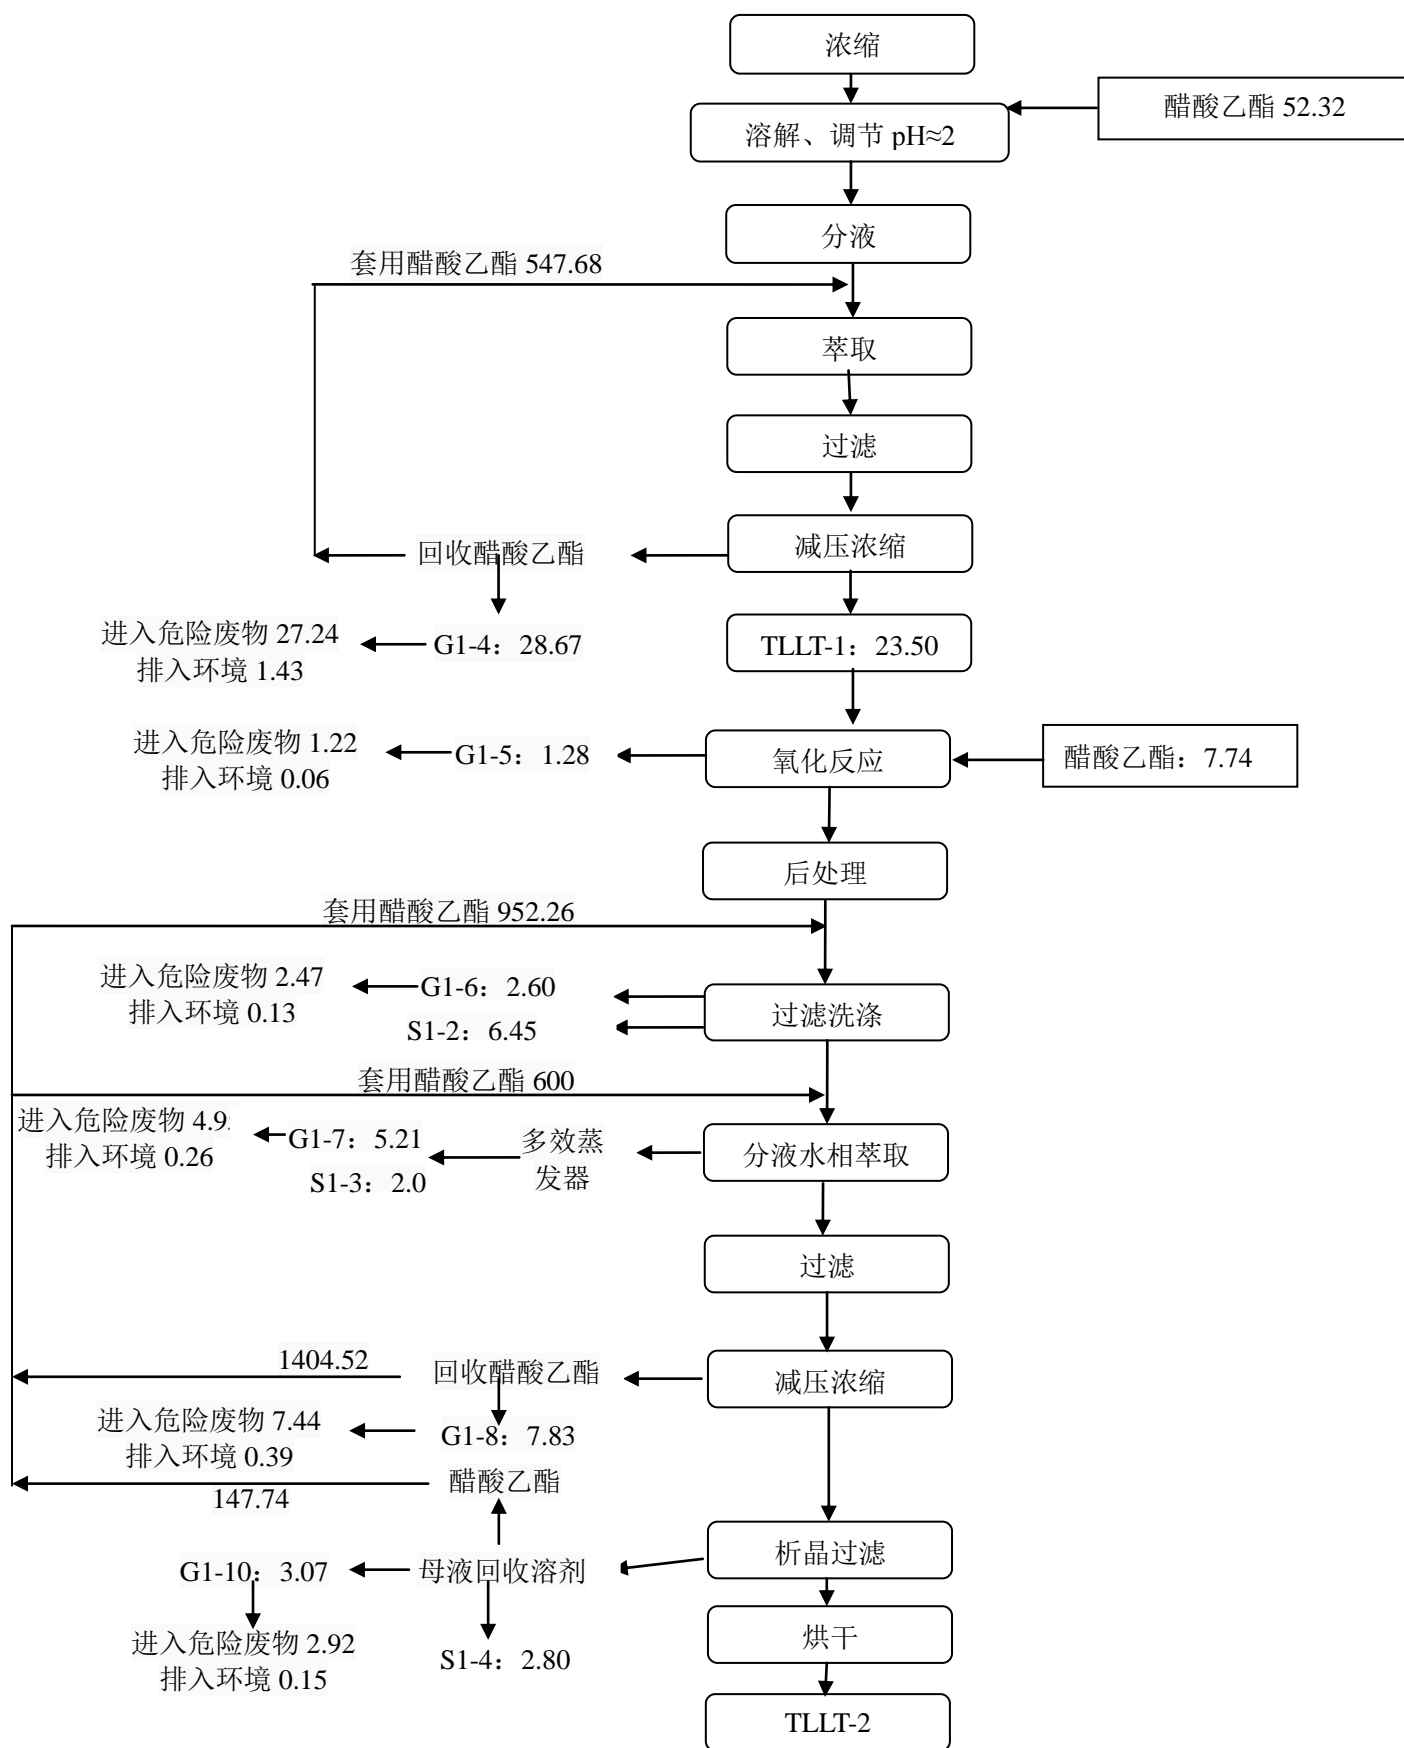 浓缩
醋酸乙酯 52.32
溶解、调节 pH≈2
分液
套用醋酸乙酯 547.68
萃取
过滤
减压浓缩
回收醋酸乙酯
进入危险废物 27.24
排入环境 1.43
G1-4：28.67
TLLT-1：23.50
进入危险废物 1.22
排入环境 0.06
G1-5：1.28
氧化反应
醋酸乙酯：7.74
后处理
套用醋酸乙酯 952.26
进入危险废物 2.47
排入环境 0.13
G1-6：2.60
S1-2：6.45
过滤洗涤
套用醋酸乙酯 600
进入危险废物 4.9
排入环境 0.26
G1-7：5.21
S1-3：2.0
多效蒸
发器
分液水相萃取
过滤
1404.52
回收醋酸乙酯
减压浓缩
进入危险废物 7.44
排入环境 0.39
G1-8：7.83
醋酸乙酯
147.74
析晶过滤
G1-10：3.07
母液回收溶剂
进入危险废物 2.92
排入环境 0.15
S1-4：2.80
烘干
TLLT-2